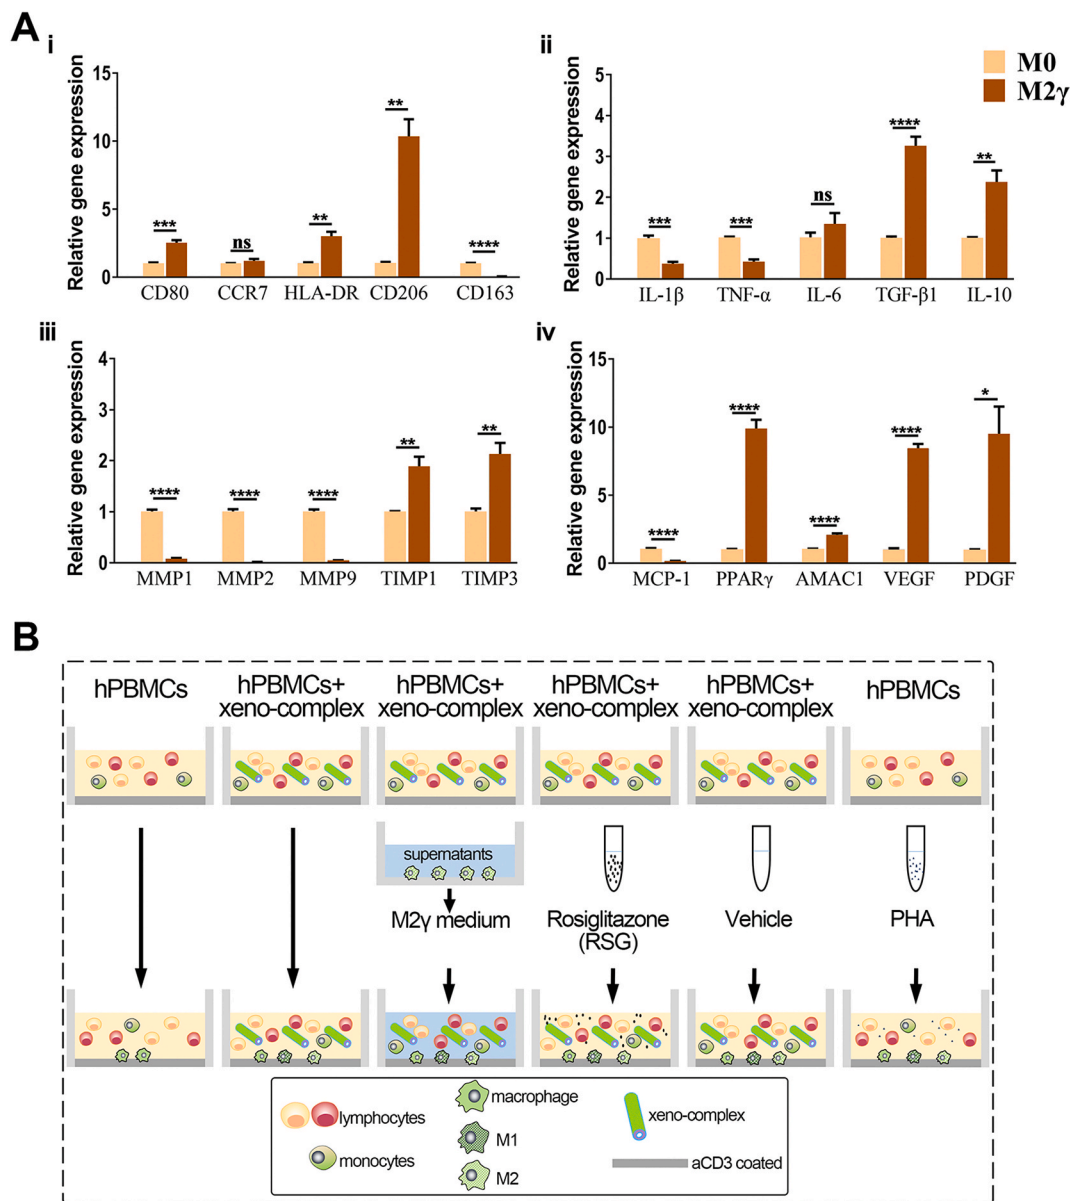 A
i
Relative gene expression
15
10
5
0
***
ns
**
**
****
CD80 CCR7 HLA-DR CD206 CD163
ii
Relative gene expression
5
4
3
2
1
0
***
***
ns
****
**
IL-1β TNF-α IL-6 TGF-β1 IL-10
M0
M2γ
iii
Relative gene expression
4
3
2
1
0
****
****
****
**
**
MMP1 MMP2 MMP9 TIMP1 TIMP3
iv
Relative gene expression
15
10
5
0
****
****
****
****
*
MCP-1 PPARγ AMAC1 VEGF PDGF
B
hPBMCs
hPBMCs+
xeno-complex
hPBMCs+
xeno-complex
hPBMCs+
xeno-complex
hPBMCs+
xeno-complex
hPBMCs
supernatants
M2γ medium
Rosiglitazone
(RSG)
Vehicle
PHA
lymphocytes
monocytes
macrophage
M1
M2
xeno-complex
aCD3 coated